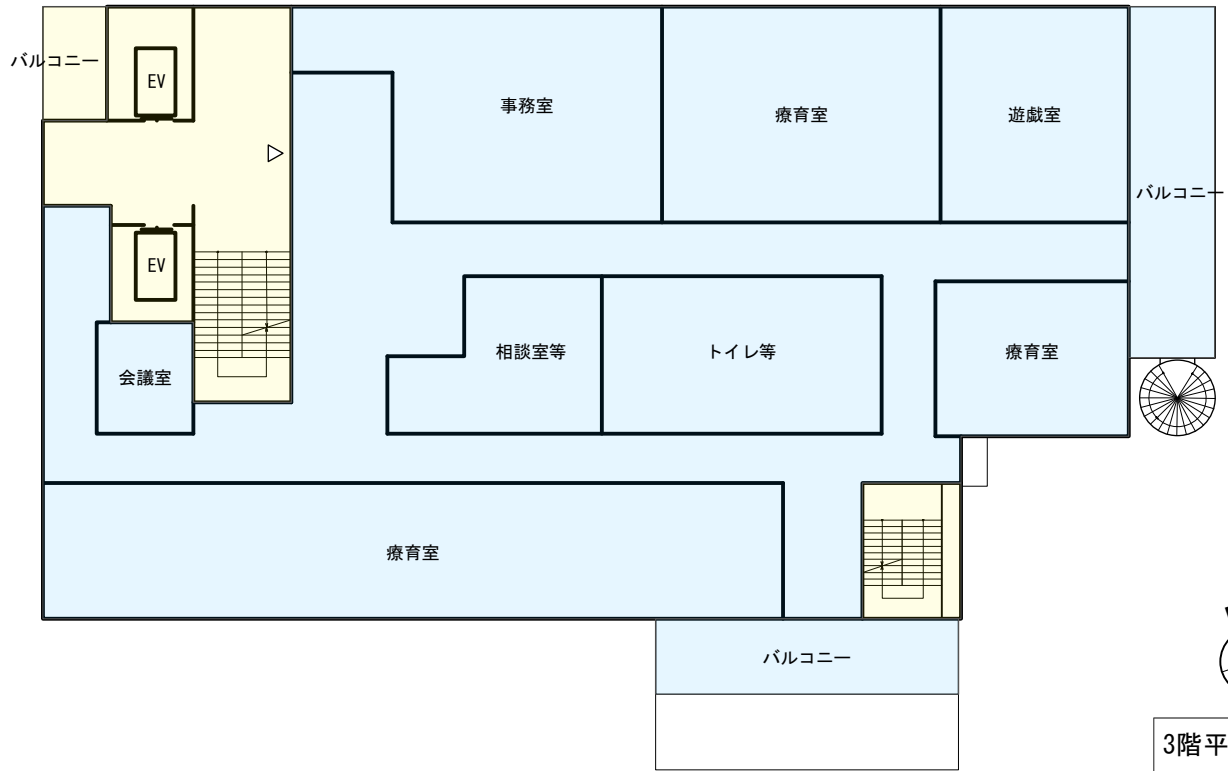 バルコニー
EV
事務室
療育室
遊戯室
バルコニー
EV
会議室
相談室等
トイレ等
療育室
療育室
バルコニー
3階平